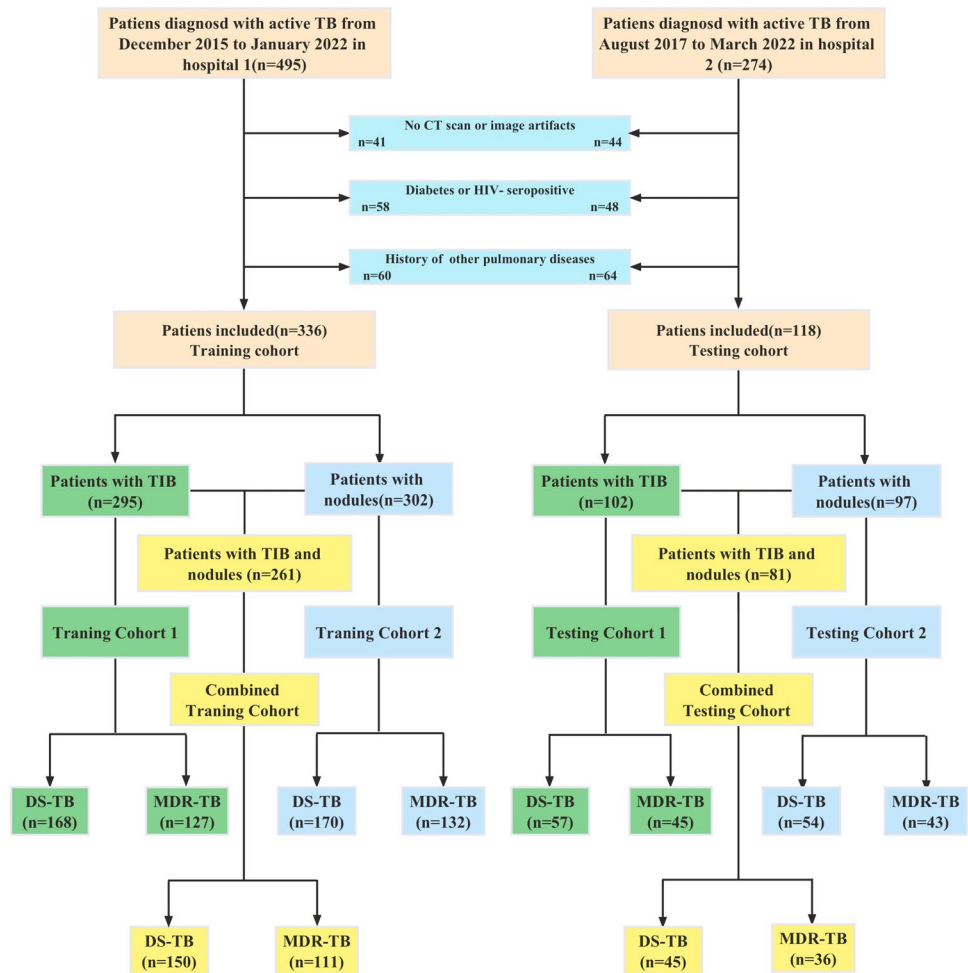 Patiens diagnosd with active TB from
December 2015 to January 2022 in
hospital 1(n=495)
Patiens diagnosd with active TB from
August 2017 to March 2022 in hospital
2 (n=274)
No CT scan or image artifacts
n=41 n=44
Diabetes or HIV- seropositive
n=58 n=48
History of other pulmonary diseases
n=60 n=64
Patiens included(n=336)
Training cohort
Patiens included(n=118)
Testing cohort
Patients with TIB
(n=295)
Patients with
nodules(n=302)
Patients with TIB
(n=102)
Patients with
nodules(n=97)
Patients with TIB and
nodules (n=261)
Patients with TIB and
nodules (n=81)
Traning Cohort 1
Traning Cohort 2
Testing Cohort 1
Testing Cohort 2
Combined
Traning Cohort
Combined
Testing Cohort
DS-TB
(n=168)
MDR-TB
(n=127)
DS-TB
(n=170)
MDR-TB
(n=132)
DS-TB
(n=57)
MDR-TB
(n=45)
DS-TB
(n=54)
MDR-TB
(n=43)
DS-TB
(n=150)
MDR-TB
(n=111)
DS-TB
(n=45)
MDR-TB
(n=36)